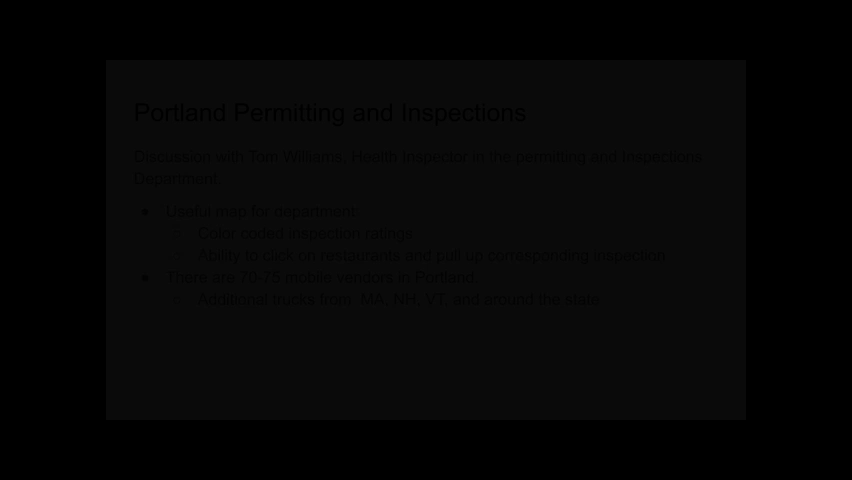 Portland Permitting and Inspections
Discussion with Tom Williams, Health Inspector in the permitting and Inspections
Department
Useful map for department:
Color coded inspection ratings
Ability to click on restaurants and pull up corresponding inspection
There are 70-75 mobile vendors in Portland.
Additional trucks from MA, NH, VT, and around the state